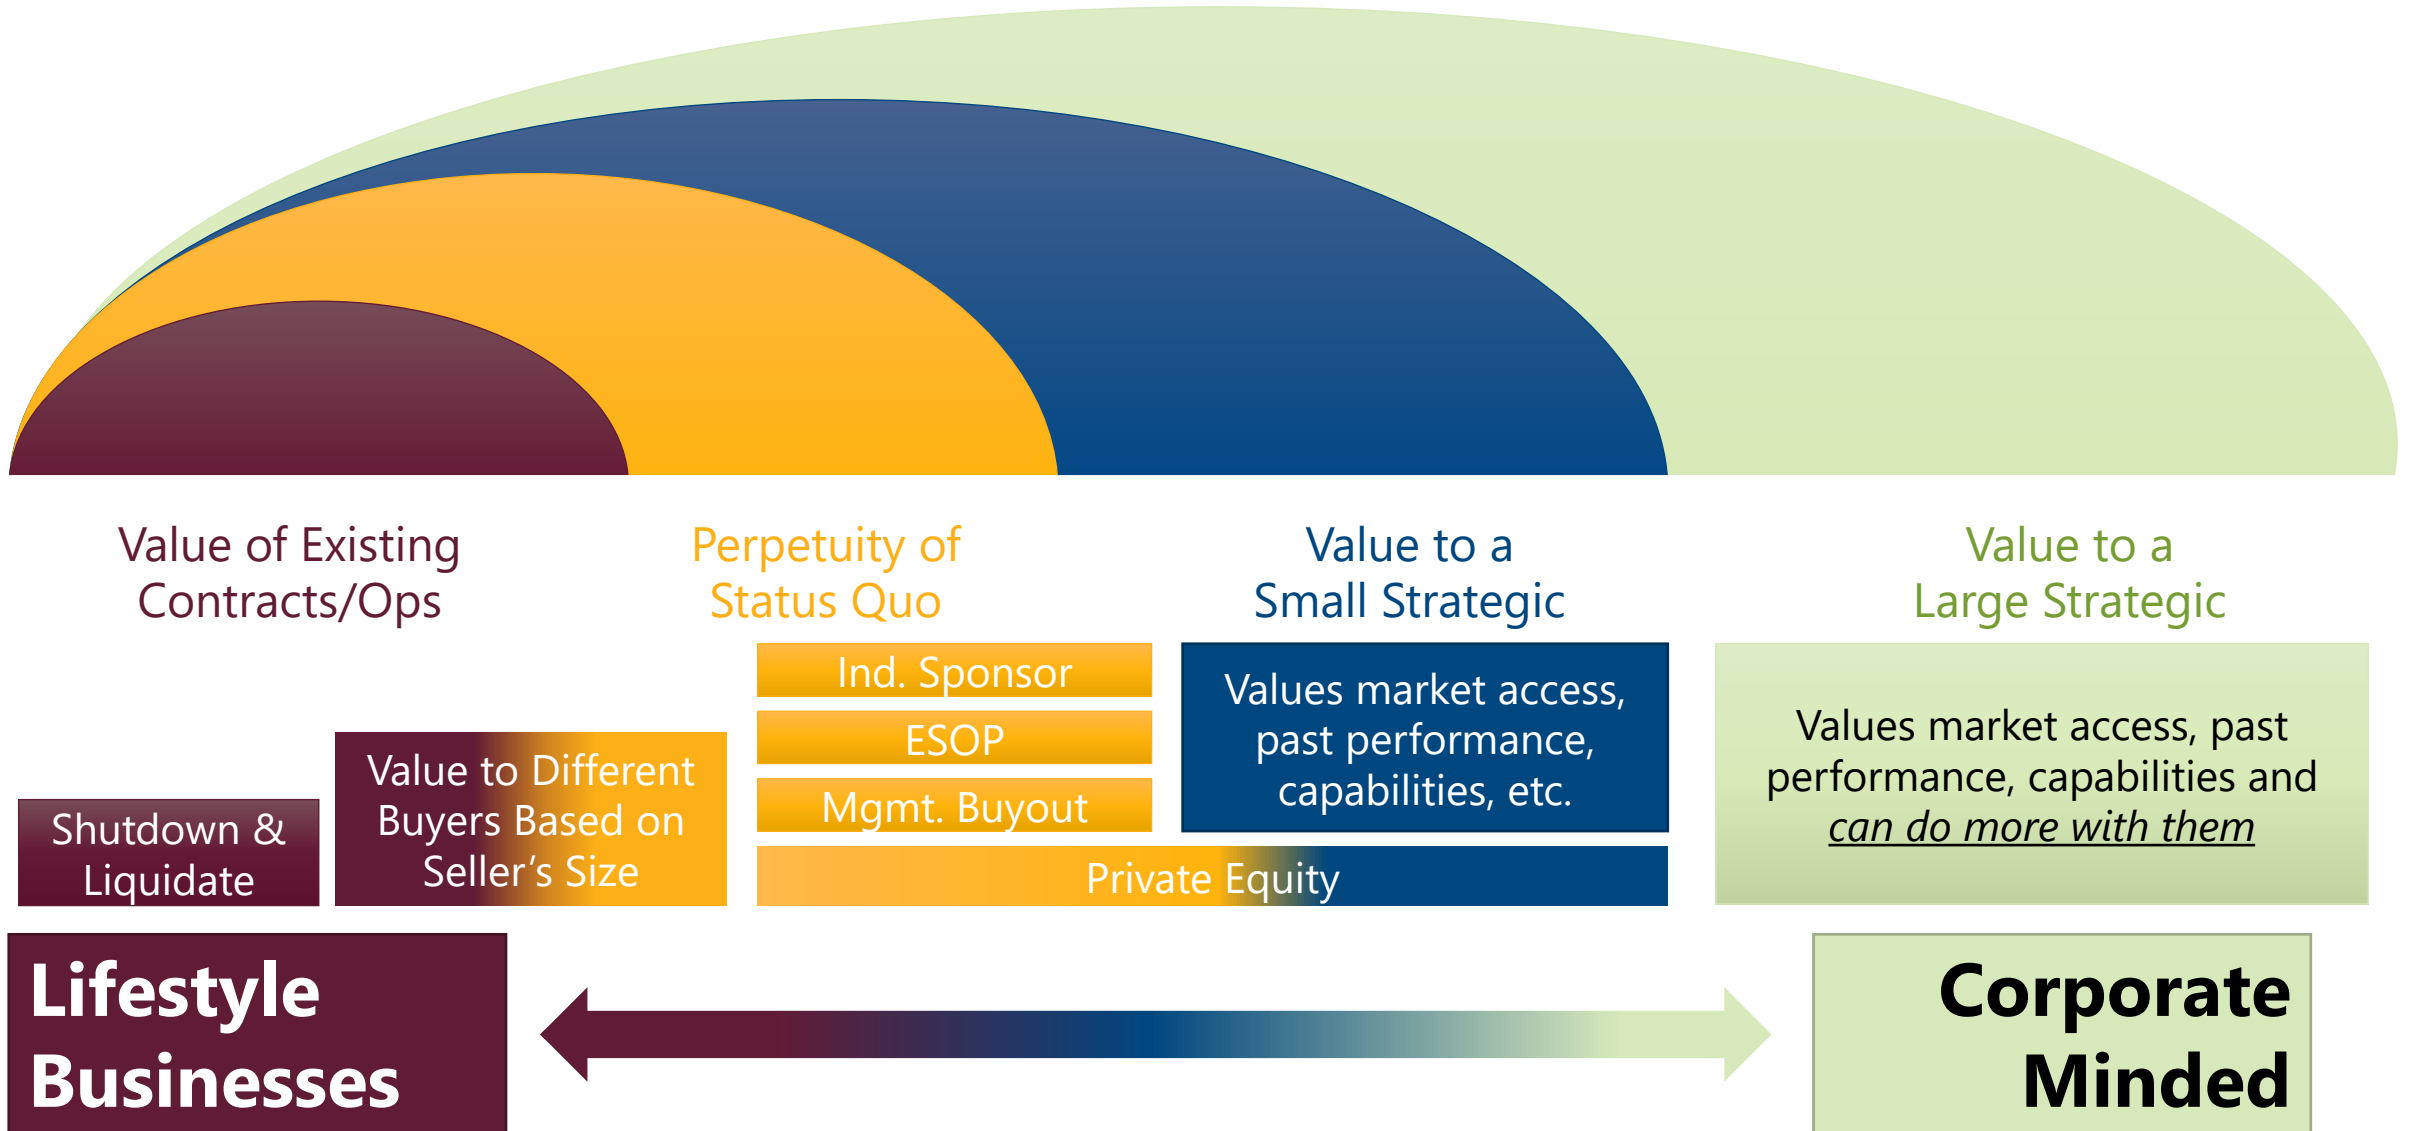 Value of Existing
Contracts/Ops
Perpetuity of
Status Quo
Value to a
Small Strategic
Value to a
Large Strategic
Shutdown &
Liquidate
Value to Different
Buyers Based on
Seller’s Size
Ind. Sponsor
ESOP
Mgmt. Buyout
Values market access,
past performance,
capabilities, etc.
Private Equity
Values market access, past
performance, capabilities and
can do more with them
Lifestyle
Businesses
Corporate
Minded